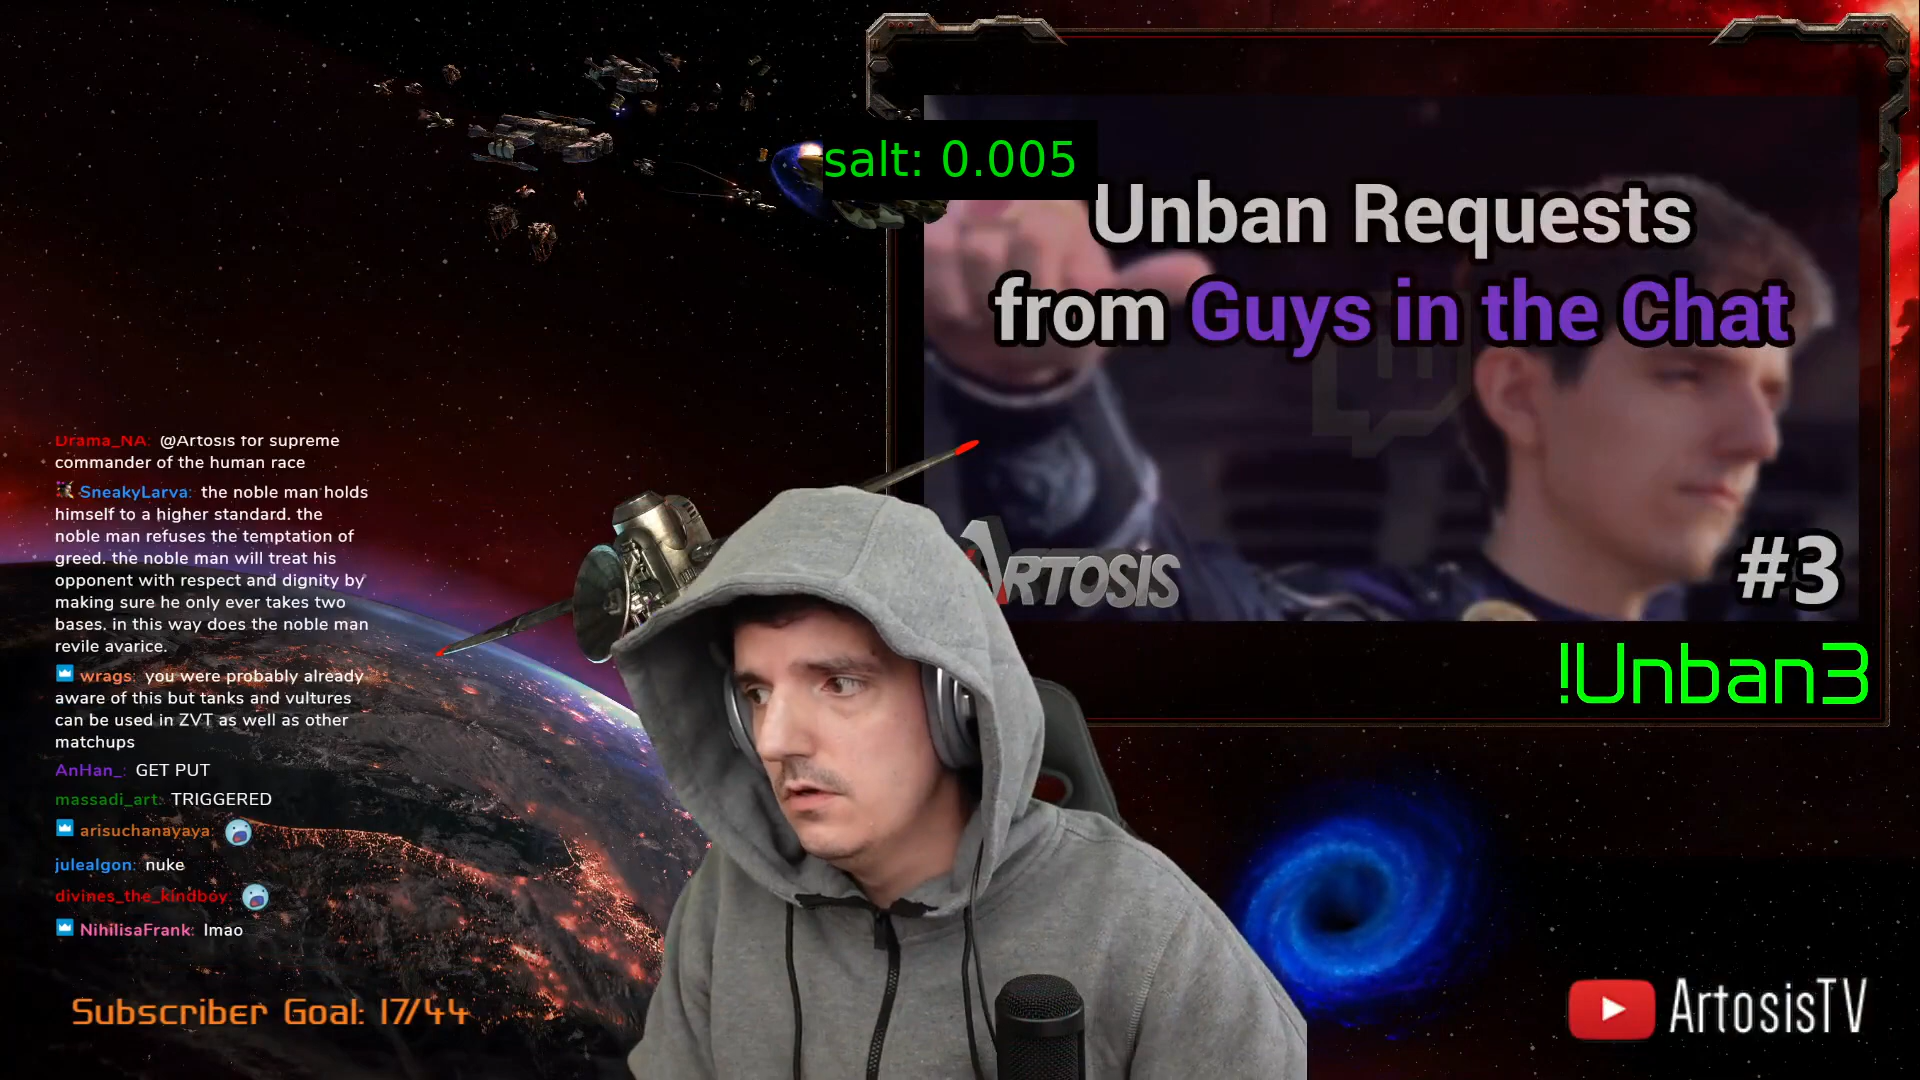 salt: 0.005
Unban Requests
from Guys in the Chat
ARTOSIS
#3
!Unban3
Drama_NA: @Artosis for supreme
commander of the human race
SneakyLarva: the noble man holds
himself to a higher standard. the
noble man refuses the temptation of
greed. the noble man will treat his
opponent with respect and dignity by
making sure he only ever takes two
bases. in this way does the noble man
revile avarice.
wrags: you were probably already
aware of this but tanks and vultures
can be used in ZVT as well as other
matchups
AnHan_: GET PUT
massadi_art: TRIGGERED
arisuchanayaya:
julealgon: nuke
divines_the_kindboy:
NihilisaFrank: lmao
Subscriber Goal: 17/44
ArtosisTV